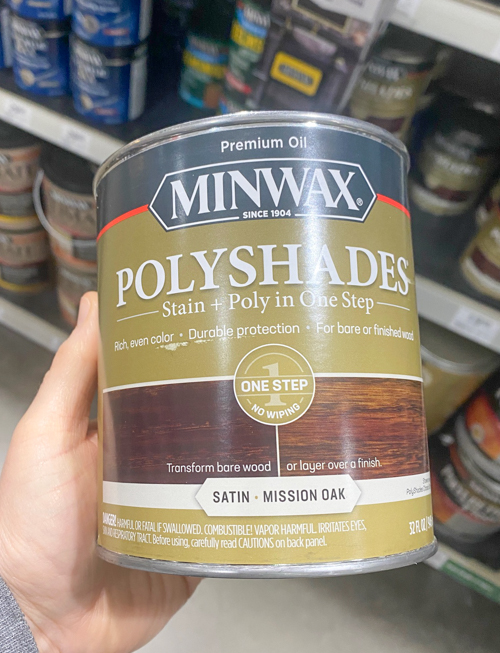 Premium Oil
MINWAX®
SINCE 1904
POLYSHADES®
Stain + Poly in One Step
Rich, even color • Durable protection • For bare or finished wood
1
ONE STEP
NO WIPING
Transform bare wood or layer over a finish.
SATIN • MISSION OAK
DANGER! HARMFUL OR FATAL IF SWALLOWED. COMBUSTIBLE! VAPOR HARMFUL. IRRITATES EYES,
SKIN AND RESPIRATORY TRACT. Before using, carefully read CAUTIONS on back panel.
32 FL OZ
MINWAX